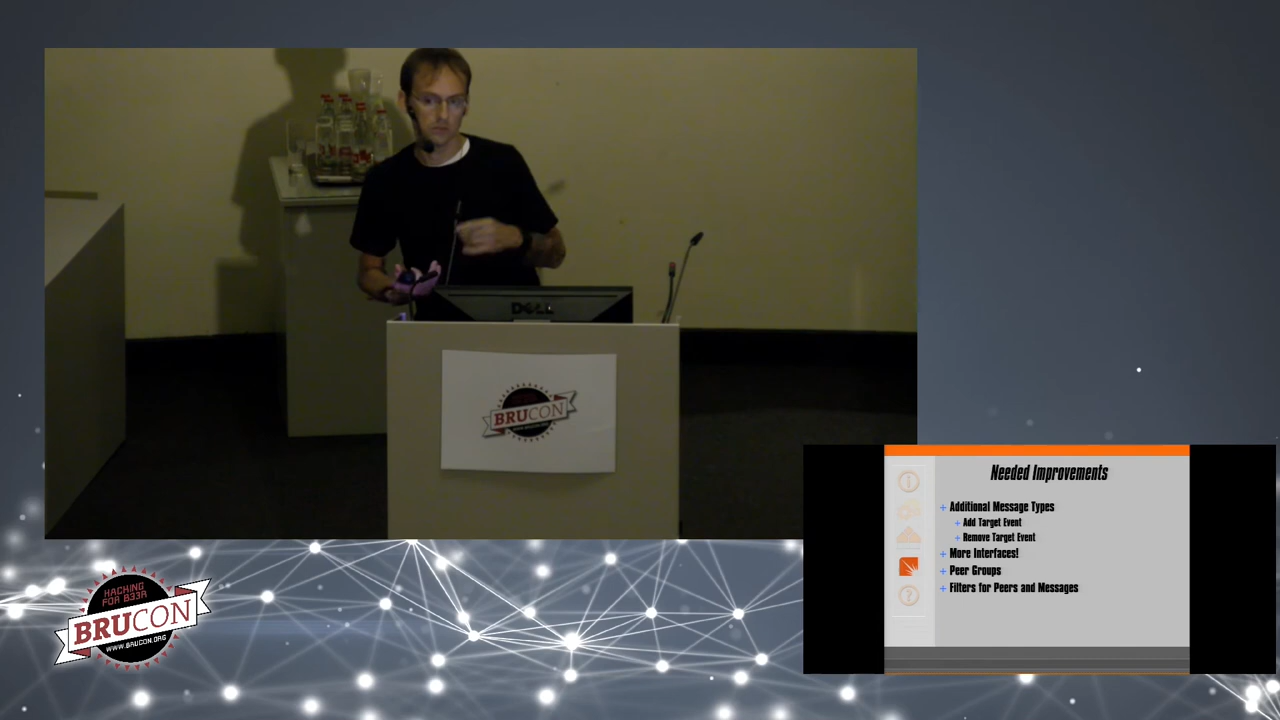 DELL
BRUCON
Needed Improvements
+ Additional Message Types
+ Add Target Event
+ Remove Target Event
+ More Interfaces!
+ Peer Groups
+ Filters for Peers and Messages
HACKING
FOR B33R
BRUCON
WWW.BRUCON.ORG